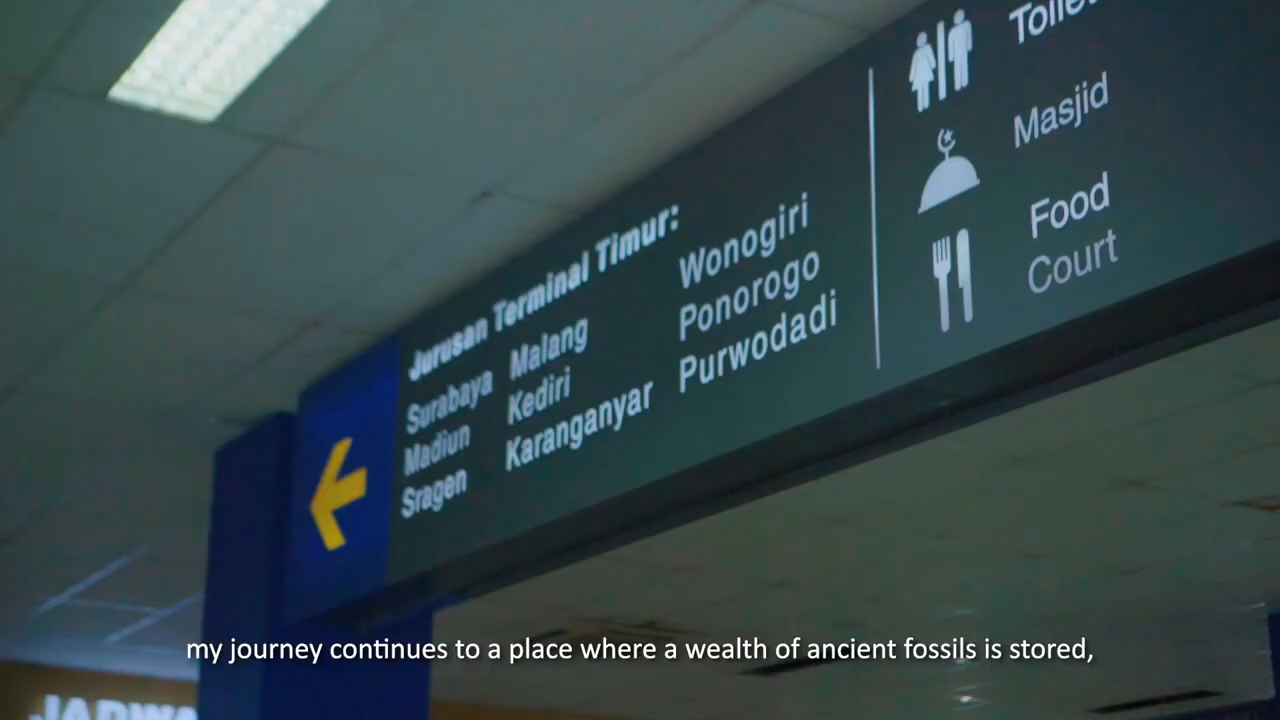 Jurusan Terminal Timur:
Surabaya
Madiun
Sragen
Malang
Kediri
Karanganyar
Wonogiri
Ponorogo
Purwodadi
Toilet
Masjid
Food
Court
my journey continues to a place where a wealth of ancient fossils is stored,